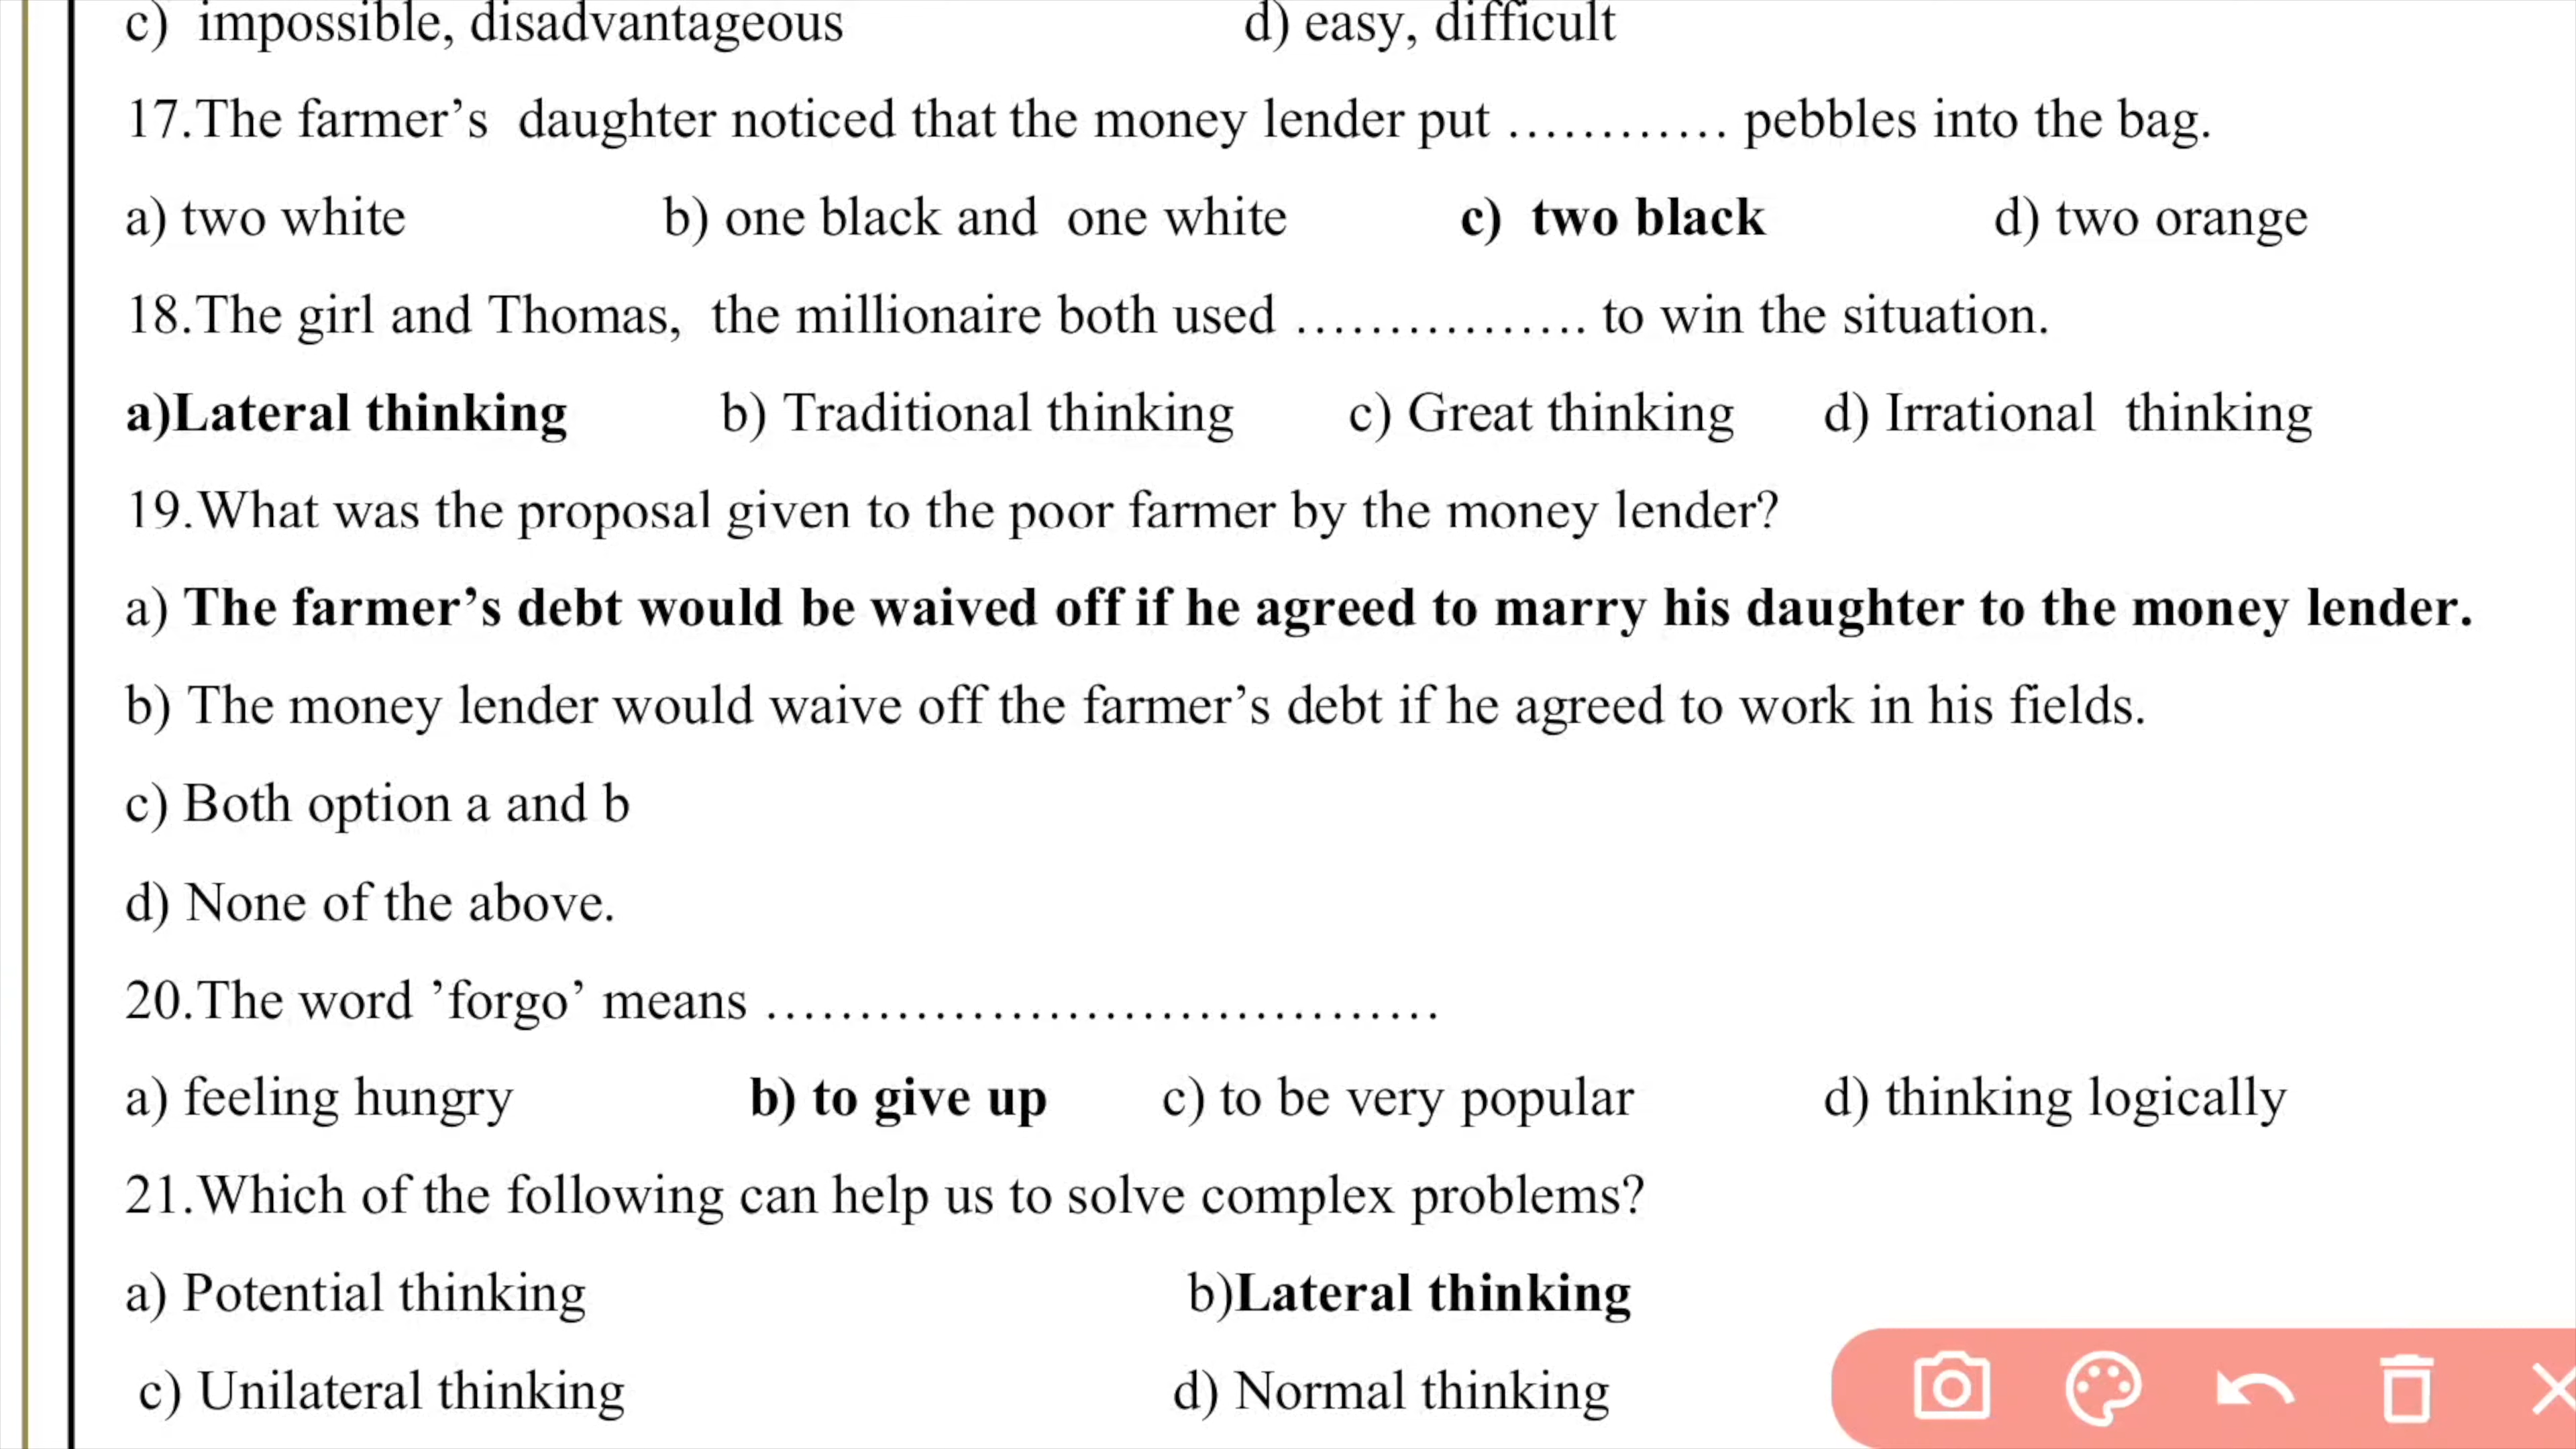 c) impossible, disadvantageous d) easy, difficult
17.The farmer’s daughter noticed that the money lender put ………… pebbles into the bag.
a) two white b) one black and one white c) two black d) two orange
18.The girl and Thomas, the millionaire both used ……………. to win the situation.
a)Lateral thinking b) Traditional thinking c) Great thinking d) Irrational thinking
19.What was the proposal given to the poor farmer by the money lender?
a) The farmer’s debt would be waived off if he agreed to marry his daughter to the money lender.
b) The money lender would waive off the farmer’s debt if he agreed to work in his fields.
c) Both option a and b
d) None of the above.
20.The word ’forgo’ means …………………………………
a) feeling hungry b) to give up c) to be very popular d) thinking logically
21.Which of the following can help us to solve complex problems?
a) Potential thinking b)Lateral thinking
c) Unilateral thinking d) Normal thinking